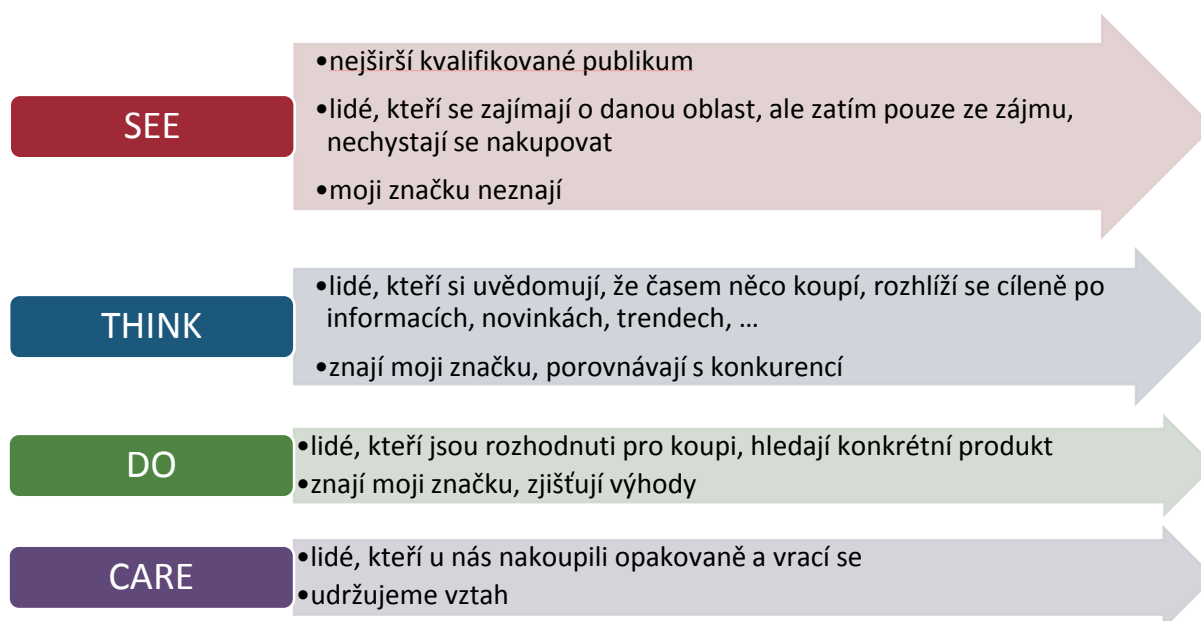 SEE
•nejširší kvalifikované publikum
•lidé, kteří se zajímají o danou oblast, ale zatím pouze ze zájmu,
nechystají se nakupovat
•moji značku neznají
THINK
•lidé, kteří si uvědomují, že časem něco koupí, rozhlíží se cíleně po
informacích, novinkách, trendech, ...
•znají moji značku, porovnávají s konkurencí
DO
•lidé, kteří jsou rozhodnuti pro koupi, hledají konkrétní produkt
•znají moji značku, zjišťují výhody
CARE
•lidé, kteří u nás nakoupili opakovaně a vrací se
•udržujeme vztah